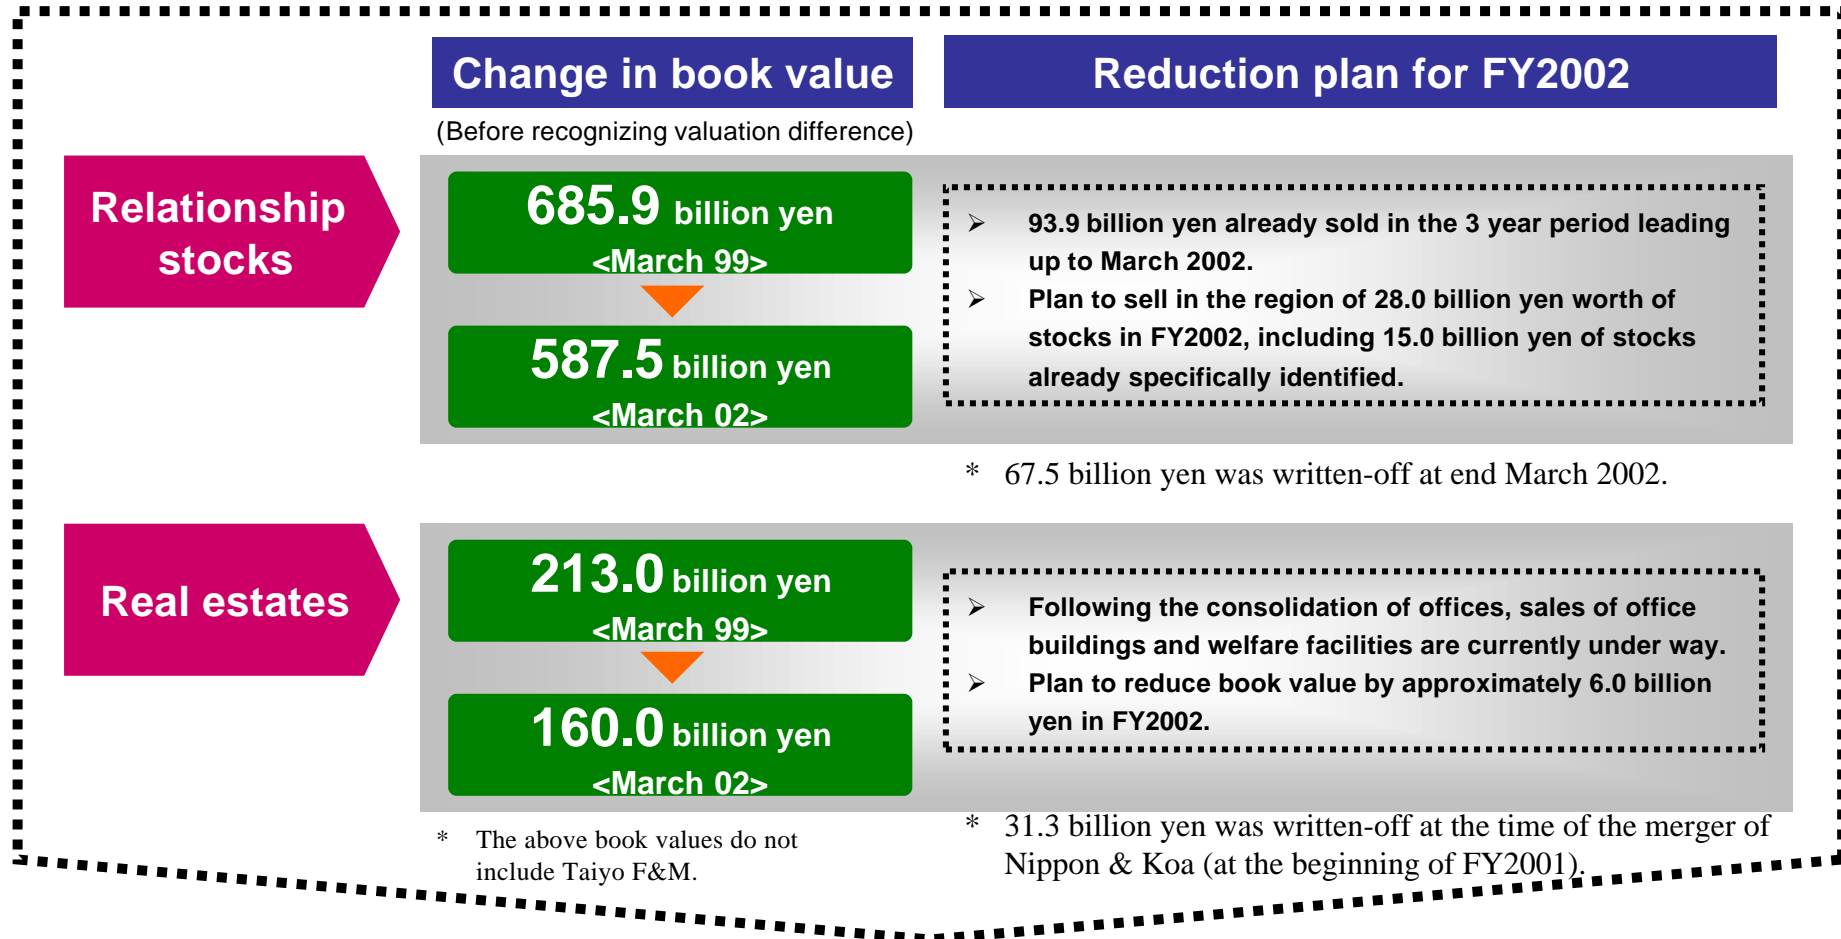 Change in book value
Reduction plan for FY2002
(Before recognizing valuation difference)
Relationship
stocks
685.9 billion yen
<March 99>
587.5 billion yen
<March 02>
➢ 93.9 billion yen already sold in the 3 year period leading
up to March 2002.
➢ Plan to sell in the region of 28.0 billion yen worth of
stocks in FY2002, including 15.0 billion yen of stocks
already specifically identified.
* 67.5 billion yen was written-off at end March 2002.
Real estates
213.0 billion yen
<March 99>
160.0 billion yen
<March 02>
➢ Following the consolidation of offices, sales of office
buildings and welfare facilities are currently under way.
➢ Plan to reduce book value by approximately 6.0 billion
yen in FY2002.
* The above book values do not
include Taiyo F&M.
* 31.3 billion yen was written-off at the time of the merger of
Nippon & Koa (at the beginning of FY2001).